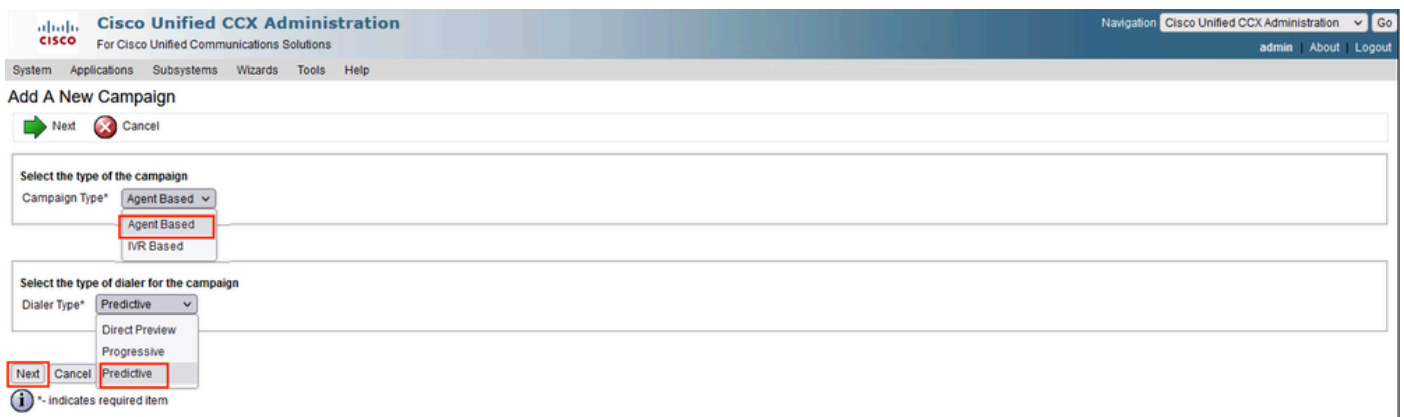 Cisco Unified CCX Administration
Navigation Cisco Unified CCX Administration Go
CISCO
For Cisco Unified Communications Solutions
admin | About | Logout
System Applications Subsystems Wizards Tools Help
Add A New Campaign
Next Cancel
Select the type of the campaign
Campaign Type* Agent Based
Agent Based
IVR Based
Select the type of dialer for the campaign
Dialer Type* Predictive
Direct Preview
Progressive
Next Cancel Predictive
i *- indicates required item